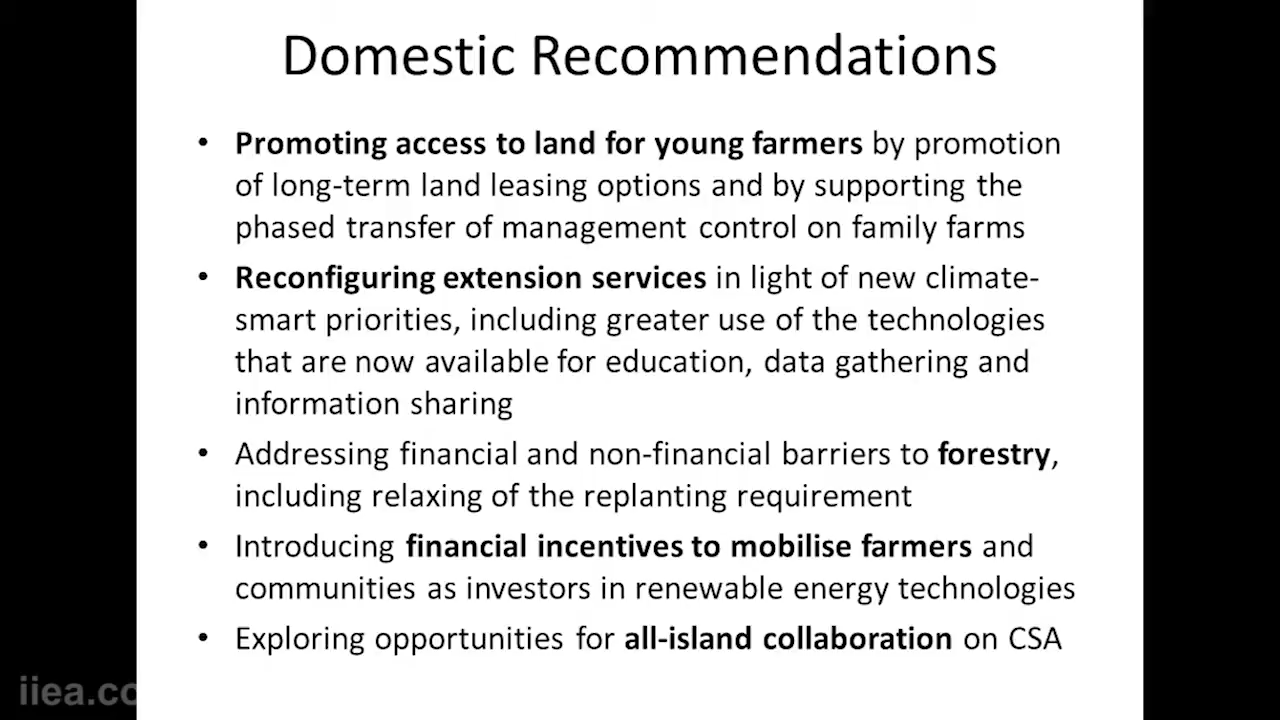 Domestic Recommendations
• Promoting access to land for young farmers by promotion
of long-term land leasing options and by supporting the
phased transfer of management control on family farms
• Reconfiguring extension services in light of new climate-
smart priorities, including greater use of the technologies
that are now available for education, data gathering and
information sharing
• Addressing financial and non-financial barriers to forestry,
including relaxing of the replanting requirement
• Introducing financial incentives to mobilise farmers and
communities as investors in renewable energy technologies
• Exploring opportunities for all-island collaboration on CSA
iiea.co